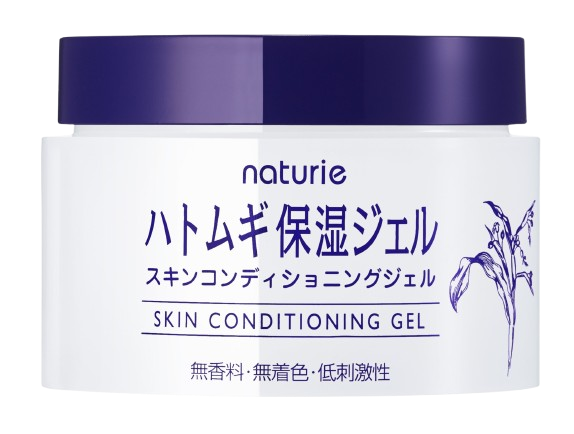 naturie
ハトムギ保湿ジェル
スキンコンディショニングジェル
SKIN CONDITIONING GEL
無香料・無着色・低刺激性